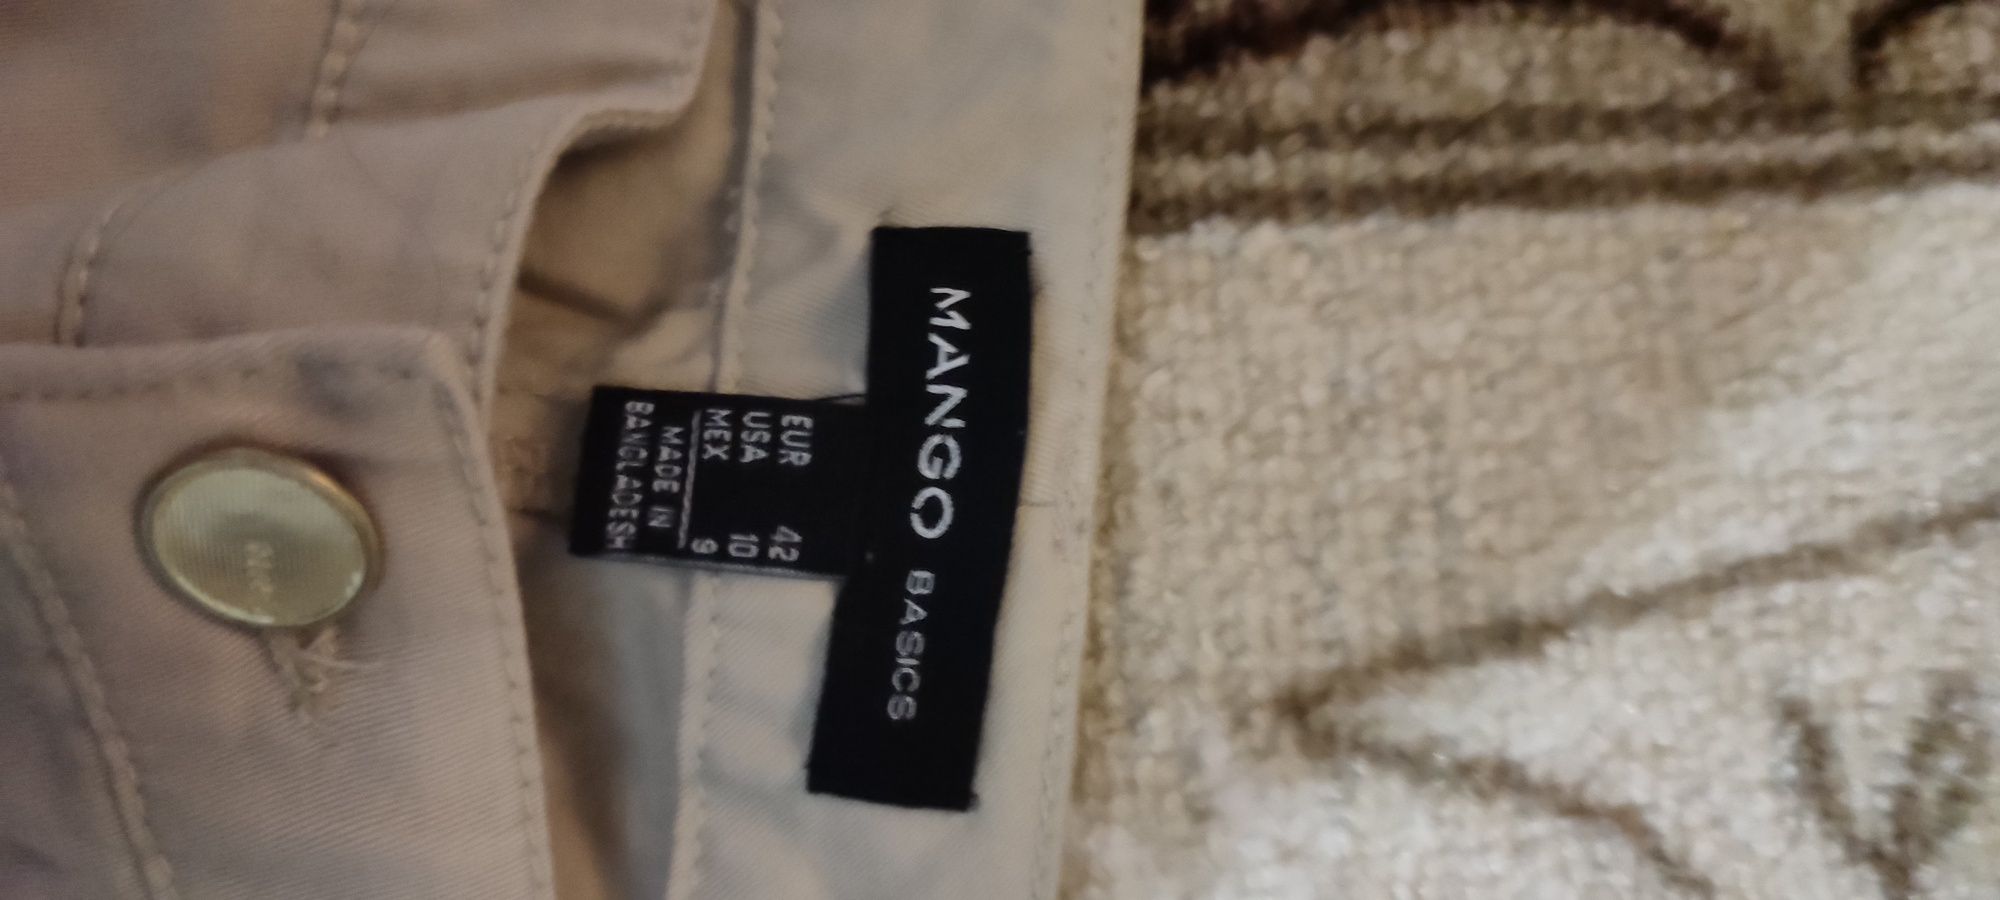 MANGO BASICS
EUR 42
USA 10
MEX 9
MADE IN
BANGLADESH